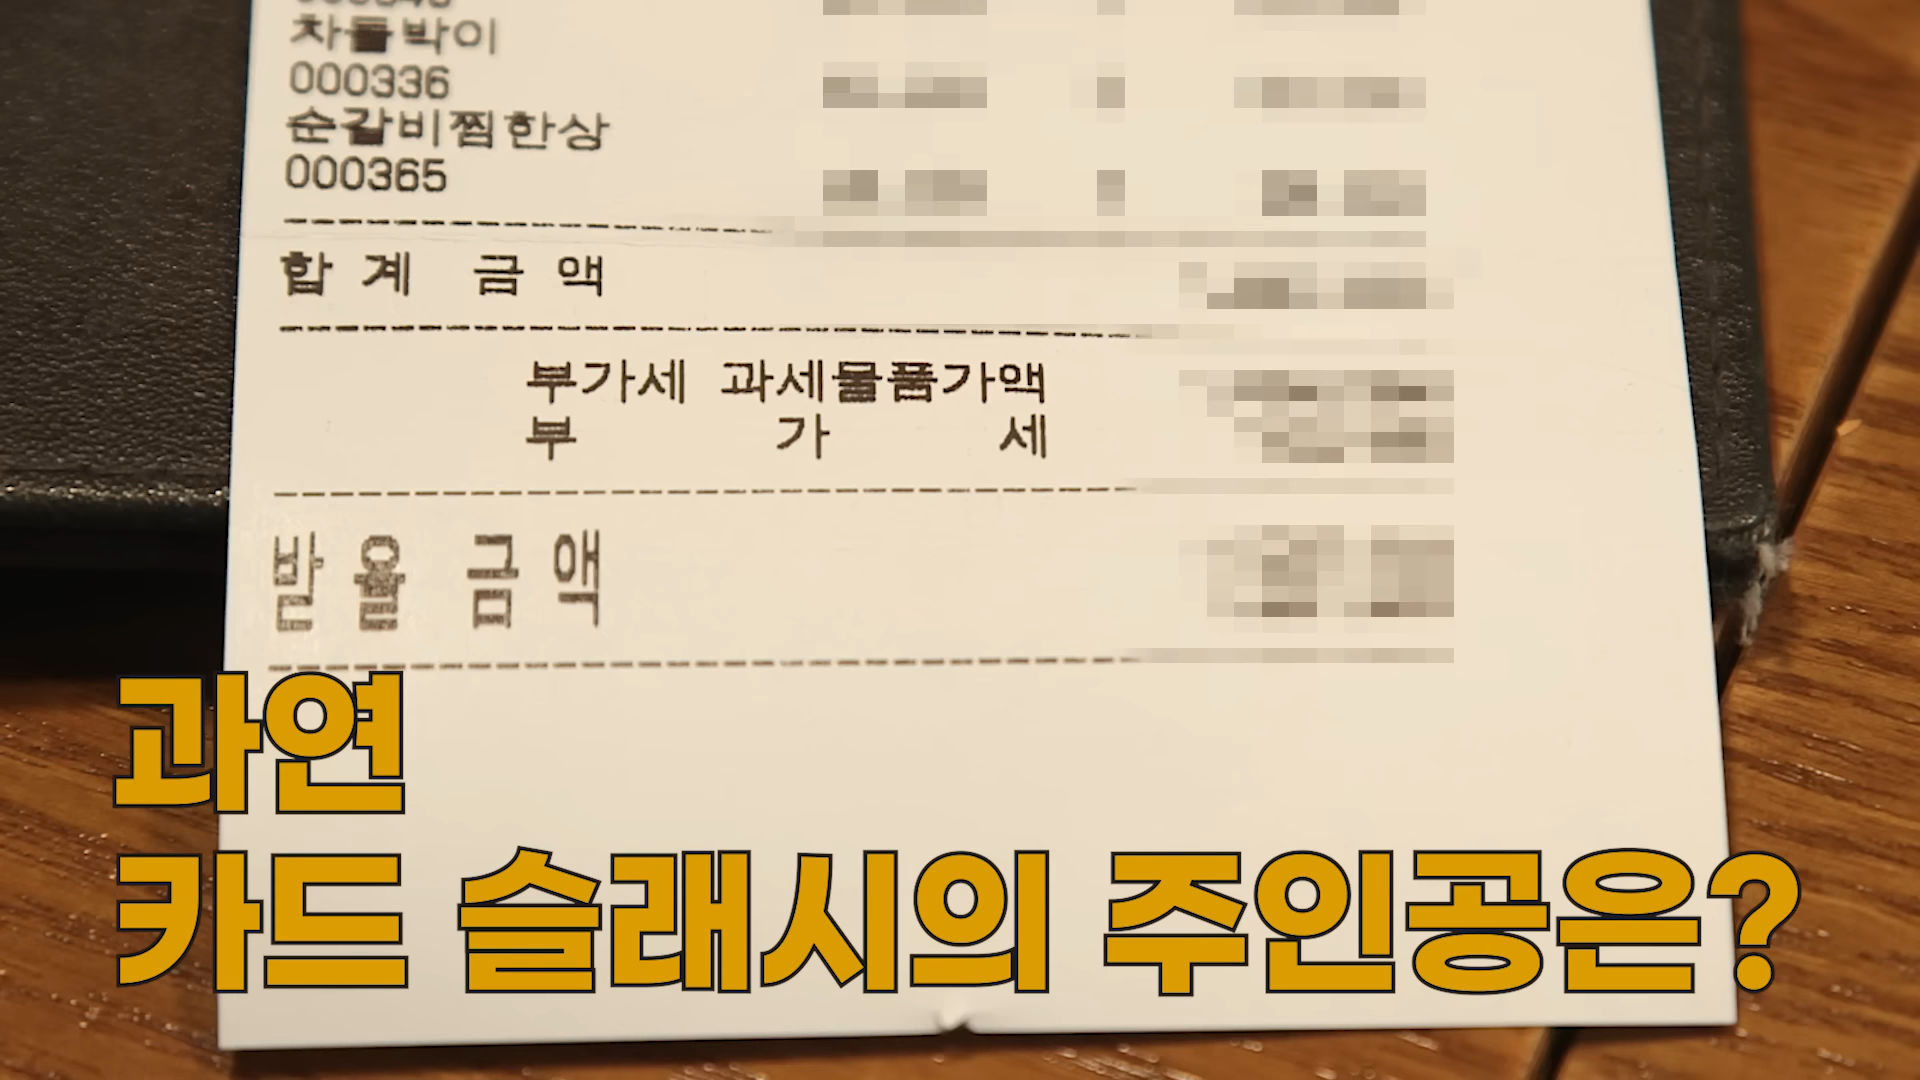 차돌박이
000336
순갈비찜한상
000365
합 계 금 액
부가세 과세물품가액
부 가 세
받을 금액
과연
카드 슬래시의 주인공은?